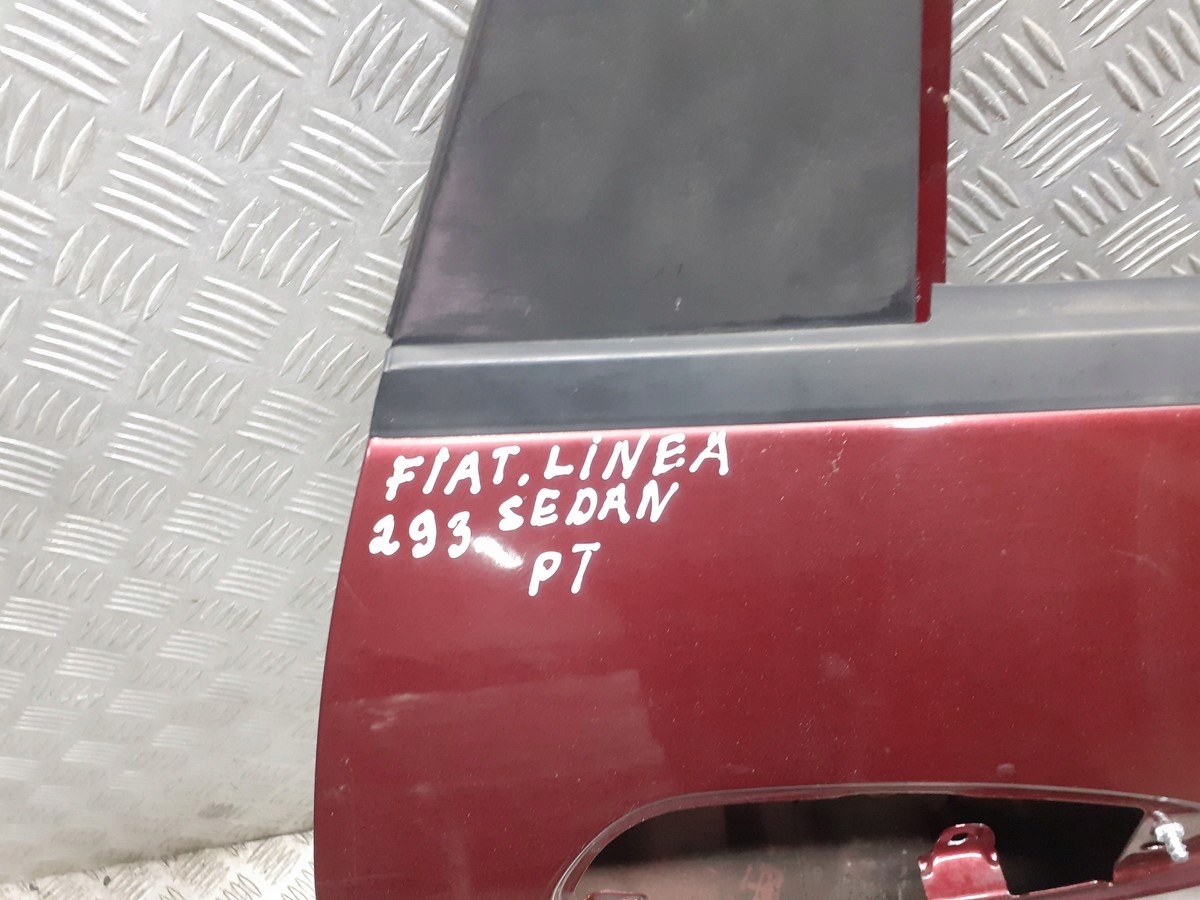 FIAT. LINEA
293. SEDAN
PT